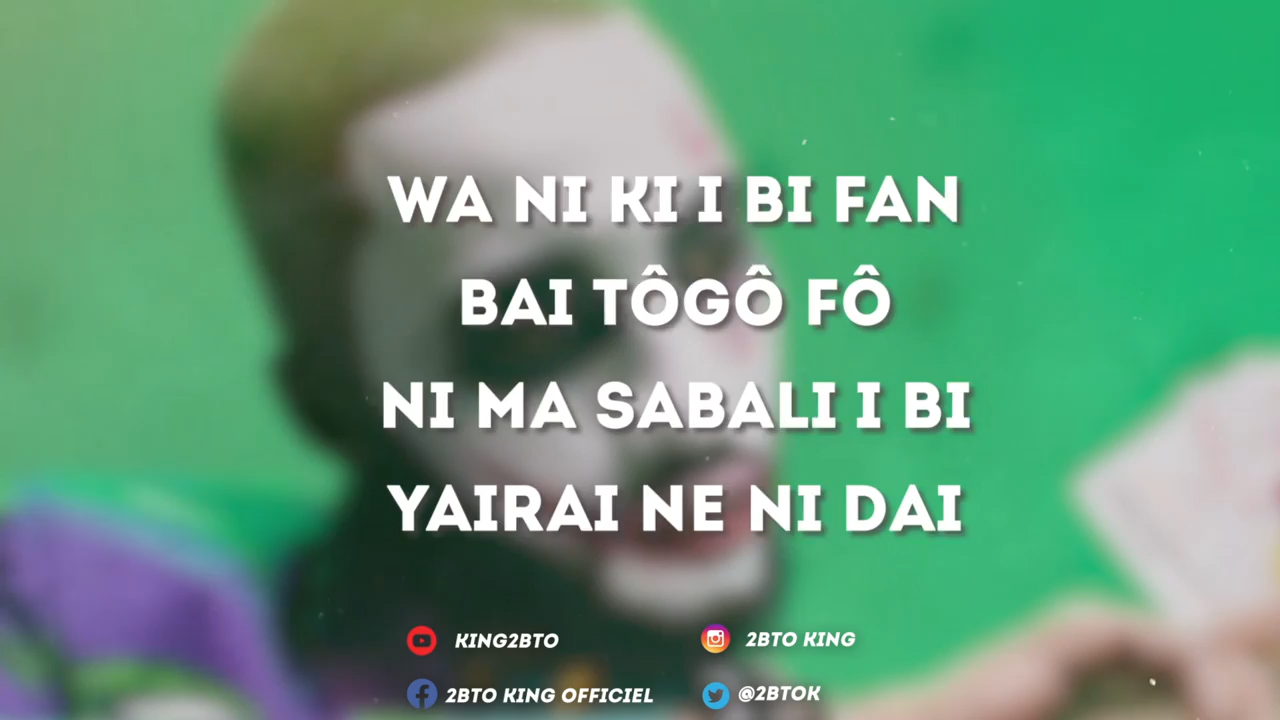 WA NI KI I BI FAN
BAI TÔGÔ FÔ
NI MA SABALI I BI
YAIRAI NE NI DAI
KING2BTO
2BTO KING
2BTO KING OFFICIEL
@2BTOK